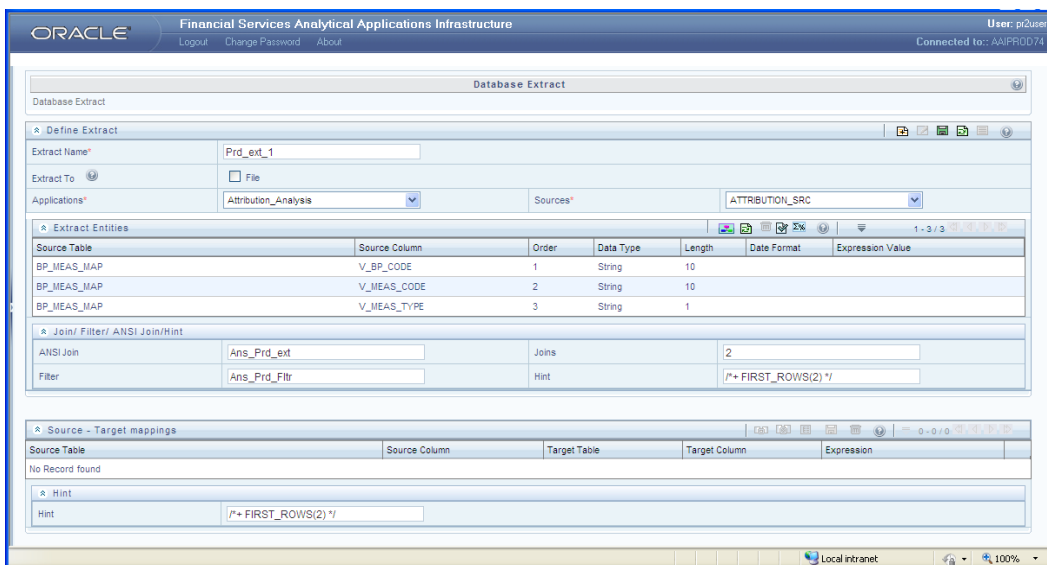 ORACLE
Financial Services Analytical Applications Infrastructure
User: pr2user
Logout Change Password About
Connected to:: AAIPROD74
Database Extract
Database Extract
Define Extract
Extract Name*
Prd_ext_1
Extract To
File
Applications*
Attribution_Analysis
Sources*
ATTRIBUTION_SRC
Extract Entities
1 - 3 / 3
Source Table Source Column Order Data Type Length Date Format Expression Value
BP_MEAS_MAP V_BP_CODE 1 String 10
BP_MEAS_MAP V_MEAS_CODE 2 String 10
BP_MEAS_MAP V_MEAS_TYPE 3 String 1
Join/ Filter/ ANSI Join/Hint
ANSI Join Ans_Prd_ext Joins 2
Filter Ans_Prd_Fltr Hint /*+ FIRST_ROWS(2) */
Source - Target mappings
0 - 0 / 0
Source Table Source Column Target Table Target Column Expression
No Record found
Hint
Hint /*+ FIRST_ROWS(2) */
Local intranet
100%